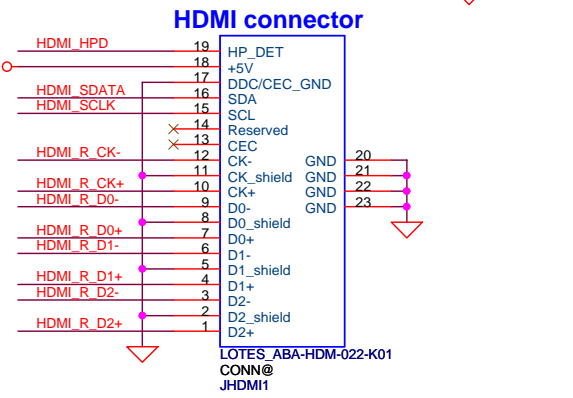 HDMI connector
HDMI_HPD 19 HP_DET
18 +5V
17 DDC/CEC_GND
HDMI_SDATA 16 SDA
HDMI_SCLK 15 SCL
14 Reserved
13 CEC
HDMI_R_CK- 12 CK- GND 20
11 CK_shield GND 21
HDMI_R_CK+ 10 CK+ GND 22
HDMI_R_D0- 9 D0- GND 23
8 D0_shield
HDMI_R_D0+ 7 D0+
HDMI_R_D1- 6 D1-
5 D1_shield
HDMI_R_D1+ 4 D1+
HDMI_R_D2- 3 D2-
2 D2_shield
HDMI_R_D2+ 1 D2+
LOTES_ABA-HDM-022-K01
CONN@
JHDMI1